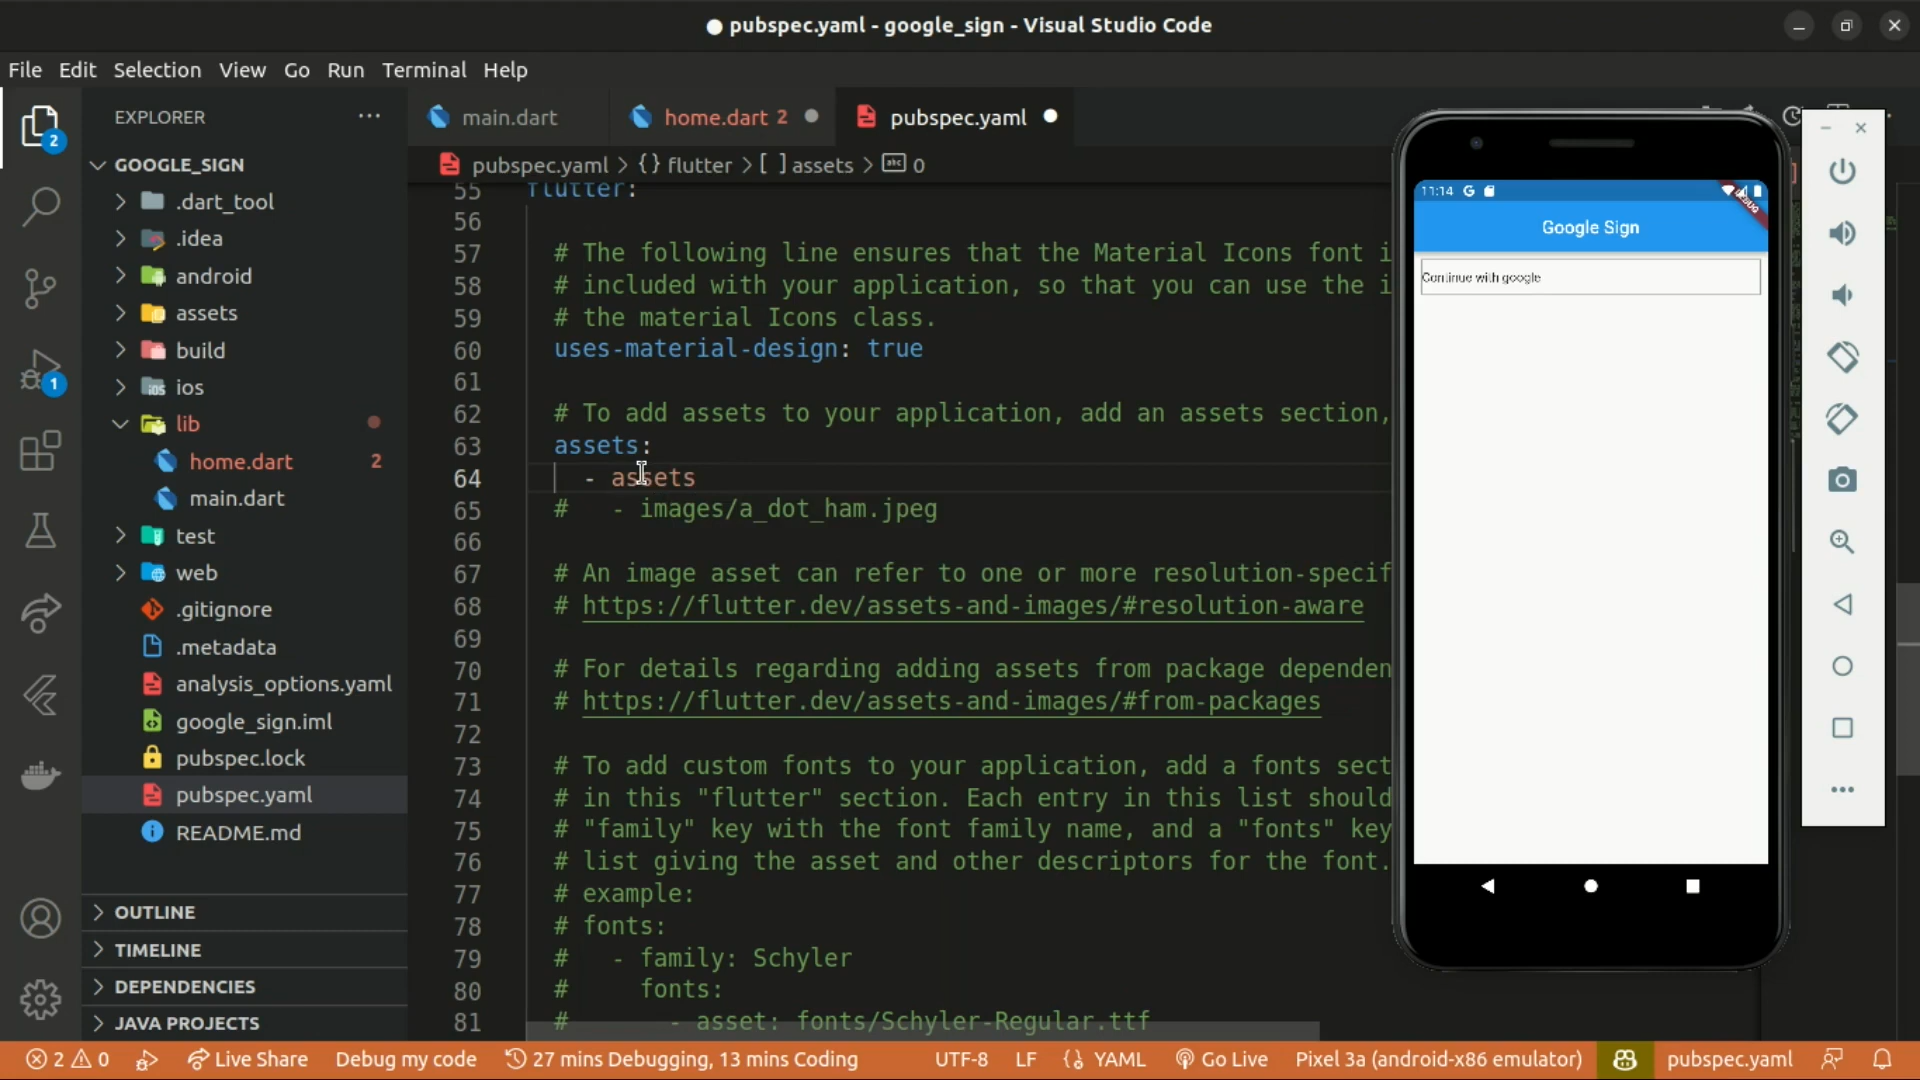 pubspec.yaml - google_sign - Visual Studio Code
File Edit Selection View Go Run Terminal Help
EXPLORER
main.dart
home.dart 2
pubspec.yaml
pubspec.yaml > {} flutter > [ ] assets > abc 0
GOOGLE_SIGN
.dart_tool
.idea
android
assets
build
ios
lib
home.dart 2
main.dart
test
web
.gitignore
.metadata
analysis_options.yaml
google_sign.iml
pubspec.lock
pubspec.yaml
README.md
OUTLINE
TIMELINE
DEPENDENCIES
JAVA PROJECTS
2
1
55 flutter:
56
57 # The following line ensures that the Material Icons font i
58 # included with your application, so that you can use the i
59 # the material Icons class.
60 uses-material-design: true
61
62 # To add assets to your application, add an assets section,
63 assets:
64 - assets
65 # - images/a_dot_ham.jpeg
66
67 # An image asset can refer to one or more resolution-specif
68 # https://flutter.dev/assets-and-images/#resolution-aware
69
70 # For details regarding adding assets from package dependen
71 # https://flutter.dev/assets-and-images/#from-packages
72
73 # To add custom fonts to your application, add a fonts sect
74 # in this "flutter" section. Each entry in this list should
75 # "family" key with the font family name, and a "fonts" key
76 # list giving the asset and other descriptors for the font.
77 # example:
78 # fonts:
79 # - family: Schyler
80 # fonts:
81 # - asset: fonts/Schyler-Regular.ttf
11:14 G
DEBUG
Google Sign
Continue with google
2 0 Live Share Debug my code 27 mins Debugging, 13 mins Coding UTF-8 LF {} YAML Go Live Pixel 3a (android-x86 emulator) pubspec.yaml